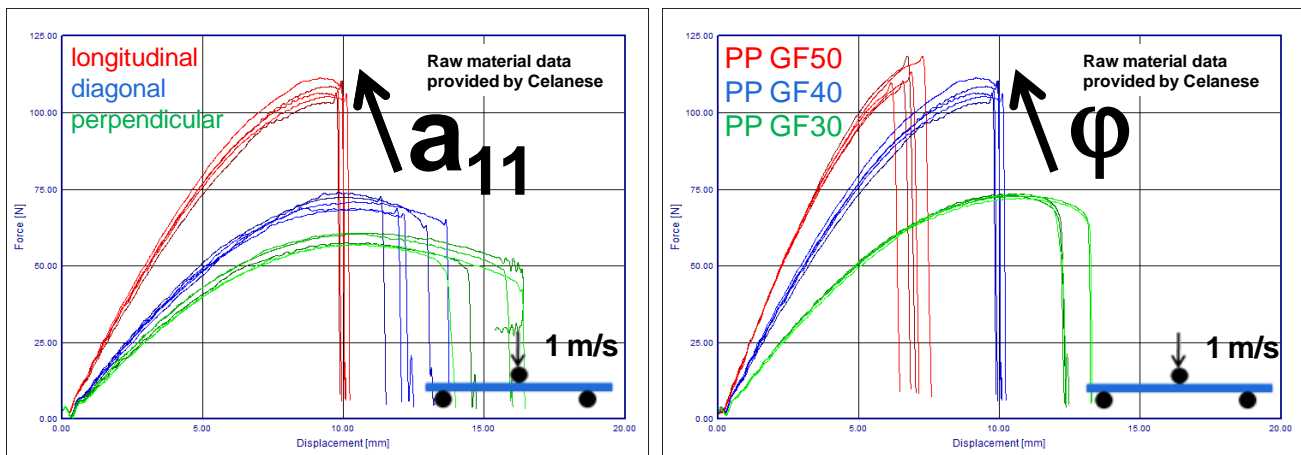 125.00
100.00
75.00
50.00
25.00
0.00
Force [N]
0.00
5.00
10.00
15.00
20.00
Displacement [mm]
longitudinal
diagonal
perpendicular
Raw material data
provided by Celanese
a11
1 m/s
125.00
100.00
75.00
50.00
25.00
0.00
Force [N]
0.00
5.00
10.00
15.00
20.00
Displacement [mm]
PP GF50
PP GF40
PP GF30
Raw material data
provided by Celanese
φ
1 m/s